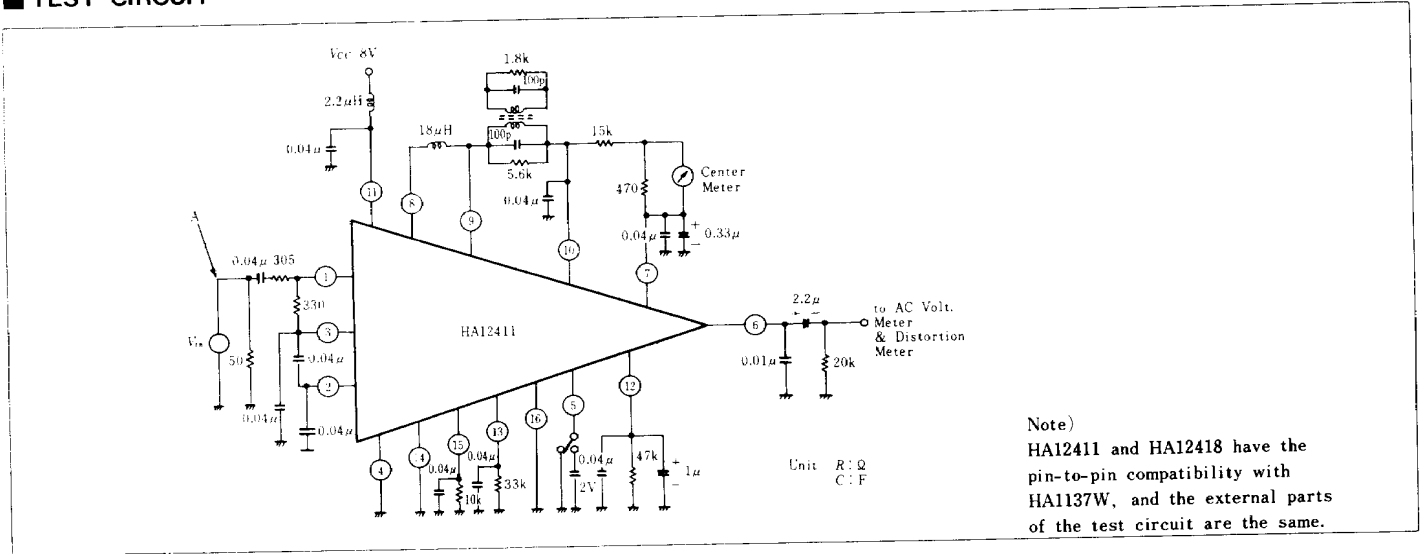 ■ TEST CIRCUIT
Vcc 8V
2.2μH
0.04μ
1.8k
100p
18μH
100p
5.6k
15k
470
Center
Meter
0.04μ
0.04μ
0.33μ
11
8
9
10
7
A
0.04μ 305
1
330
3
0.04μ
2
50
0.04μ
0.04μ
HA12411
6
2.2μ
+ −
to AC Volt.
Meter
& Distortion
Meter
0.01μ
20k
4
14
15
13
16
5
12
0.04μ
10k
0.04μ
33k
2V
0.04μ
47k
+
1μ
−
Unit R : Ω
C : F
Note)
HA12411 and HA12418 have the
pin-to-pin compatibility with
HA1137W, and the external parts
of the test circuit are the same.